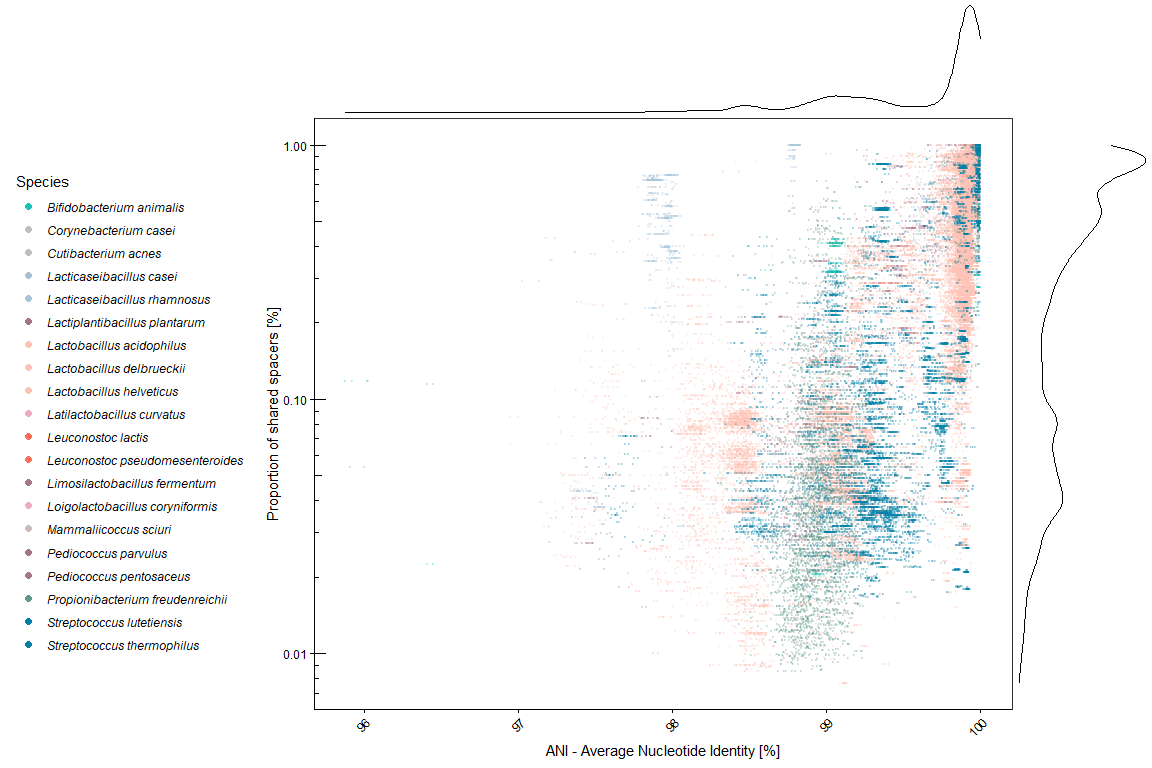 Species
Bifidobacterium animalis
Corynebacterium casei
Cutibacterium acnes
Lacticaseibacillus casei
Lacticaseibacillus rhamnosus
Lactiplantibacillus plantarum
Lactobacillus acidophilus
Lactobacillus delbrueckii
Lactobacillus helveticus
Latilactobacillus curvatus
Leuconostoc lactis
Leuconostoc pseudomesenteroides
Limosilactobacillus fermentum
Loigolactobacillus coryniformis
Mammaliicoccus sciuri
Pediococcus parvulus
Pediococcus pentosaceus
Propionibacterium freudenreichii
Streptococcus lutetiensis
Streptococcus thermophilus
Proportion of shared spacers [%]
1.00
0.10
0.01
96
97
98
99
100
ANI - Average Nucleotide Identity [%]